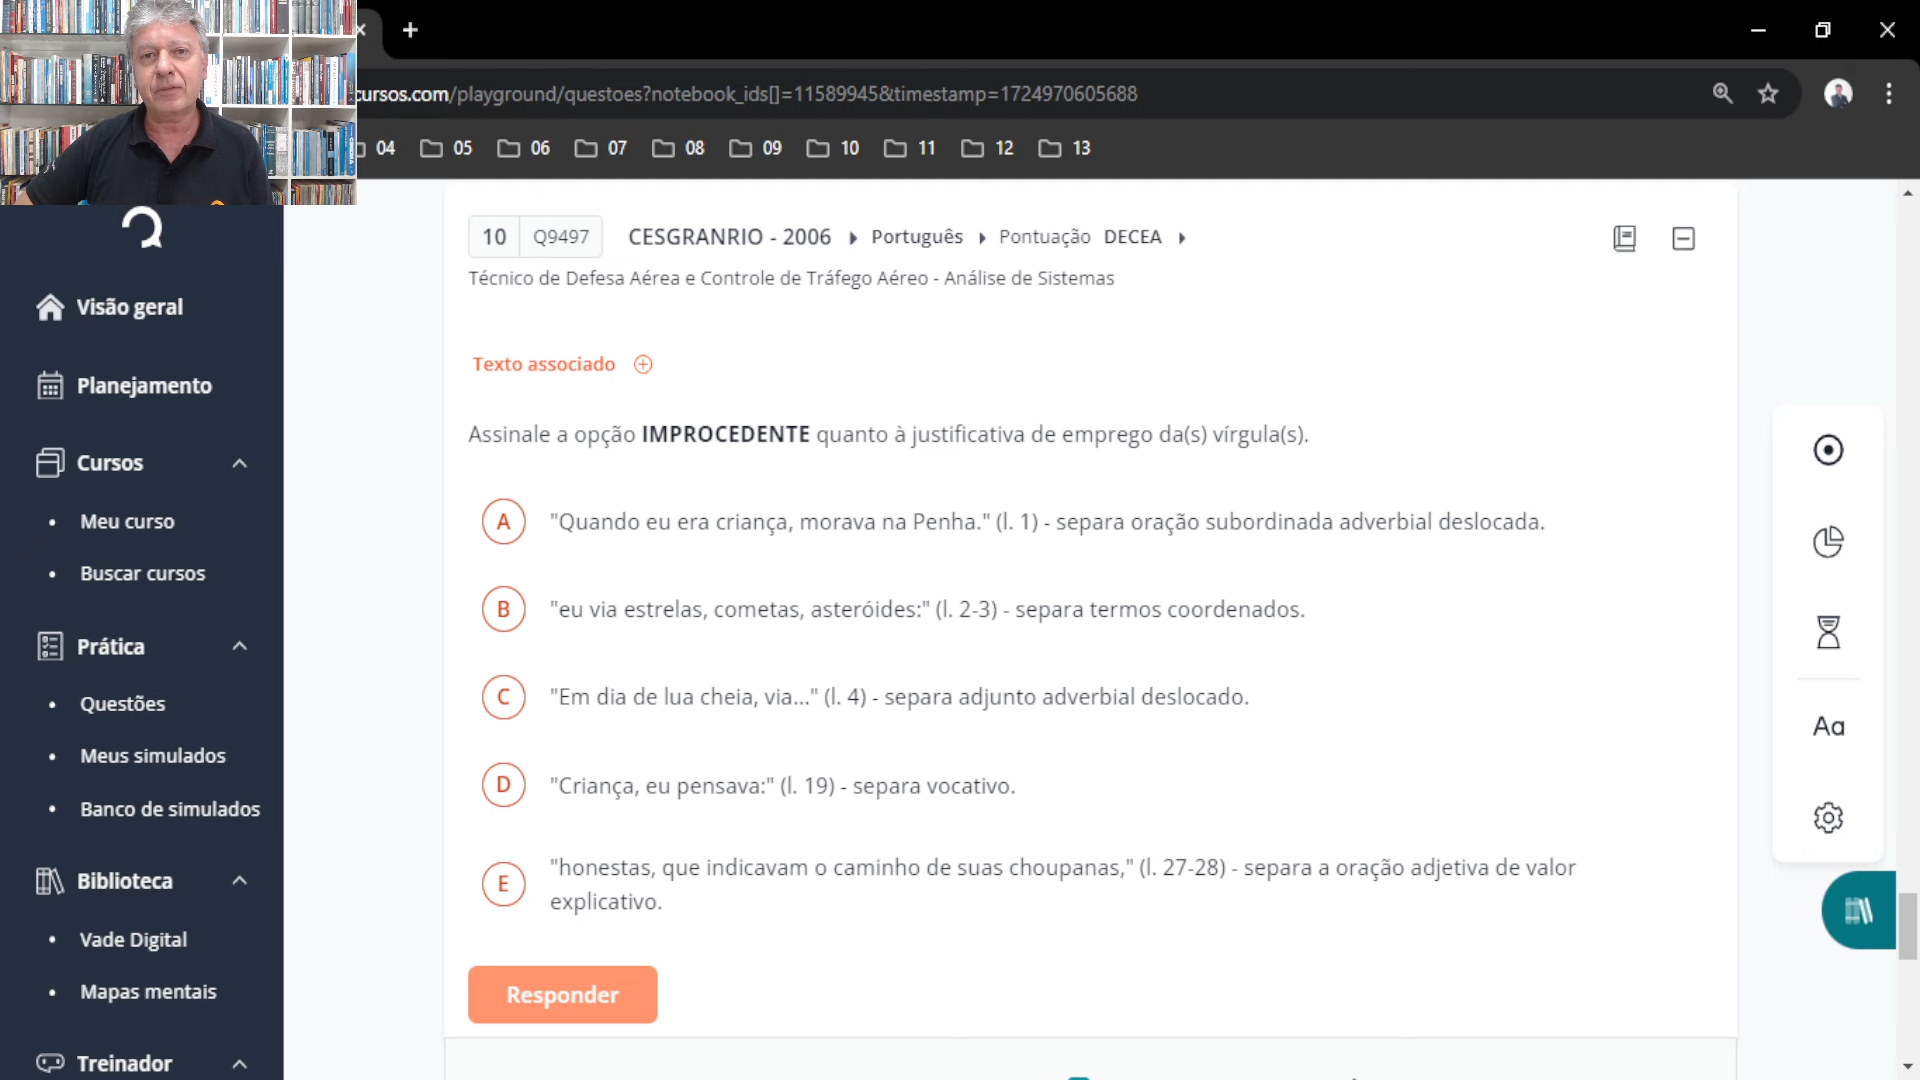 cursos.com/playground/questoes?notebook_ids[]=11589945&timestamp=1724970605688
04 05 06 07 08 09 10 11 12 13
Visão geral
Planejamento
Cursos
• Meu curso
• Buscar cursos
Prática
• Questões
• Meus simulados
• Banco de simulados
Biblioteca
• Vade Digital
• Mapas mentais
Treinador
10 Q9497 CESGRANRIO - 2006 Português Pontuação DECEA
Técnico de Defesa Aérea e Controle de Tráfego Aéreo - Análise de Sistemas
Texto associado
Assinale a opção IMPROCEDENTE quanto à justificativa de emprego da(s) vírgula(s).
A "Quando eu era criança, morava na Penha." (l. 1) - separa oração subordinada adverbial deslocada.
B "eu via estrelas, cometas, asteróides:" (l. 2-3) - separa termos coordenados.
C "Em dia de lua cheia, via..." (l. 4) - separa adjunto adverbial deslocado.
D "Criança, eu pensava:" (l. 19) - separa vocativo.
E "honestas, que indicavam o caminho de suas choupanas," (l. 27-28) - separa a oração adjetiva de valor
explicativo.
Responder
Aa